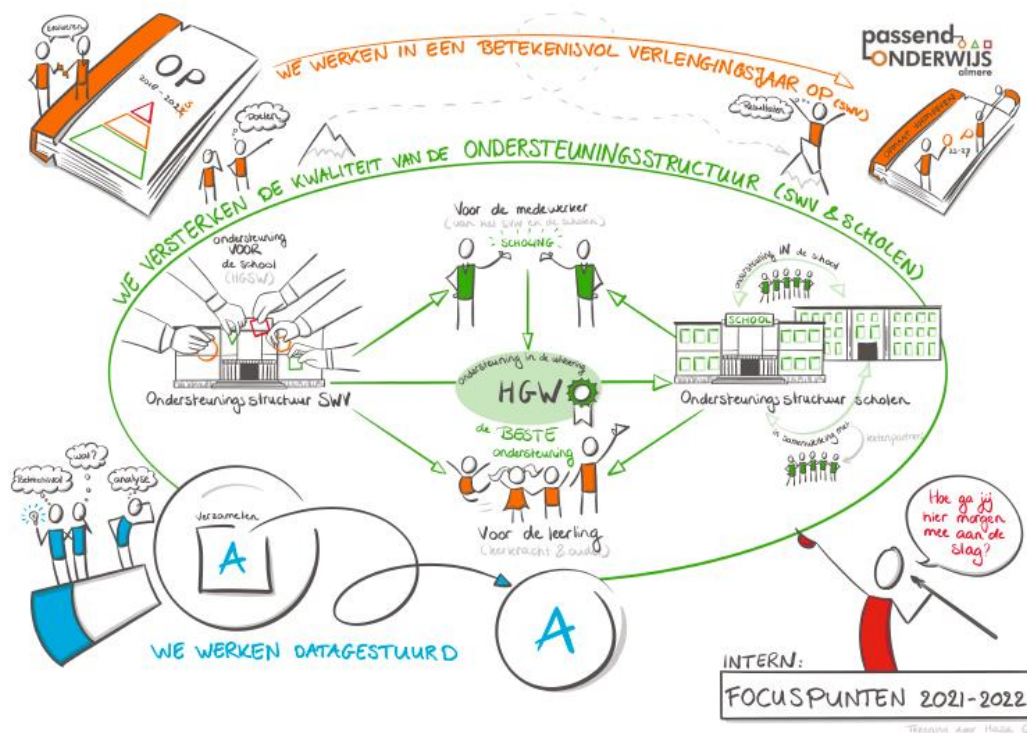 Evalueren
OP
2018 - 202
Doelen
WE WERKEN IN EEN BETEKENISVOL VERLENGINGSJAAR OP (SWV)
passend
ONDERWIJS
almere
Resultaten
OP
22-27
WE VERSTERKEN DE KWALITEIT VAN DE ONDERSTEUNINGSSTRUCTUUR (SWV & SCHOLEN)
ondersteuning
VOOR
de school
(HGSW)
Voor de medewerker
(van het SWV en de scholen)
SCHOLING
ondersteuning IN de school
SCHOOL
Ondersteuningsstructuur SWV
ondersteuning in de uitvoering
HGW
Ondersteuningsstructuur scholen
de BESTE
ondersteuning
in samenwerking met
Voor de leerling
(leerkracht & ouder)
Betekenisvol
wat?
analyse
verzamelen
A
A
WE WERKEN DATAGESTUURD
Hoe ga jij
hier morgen
mee aan de
slag?
INTERN:
FOCUSPUNTEN 2021-2022